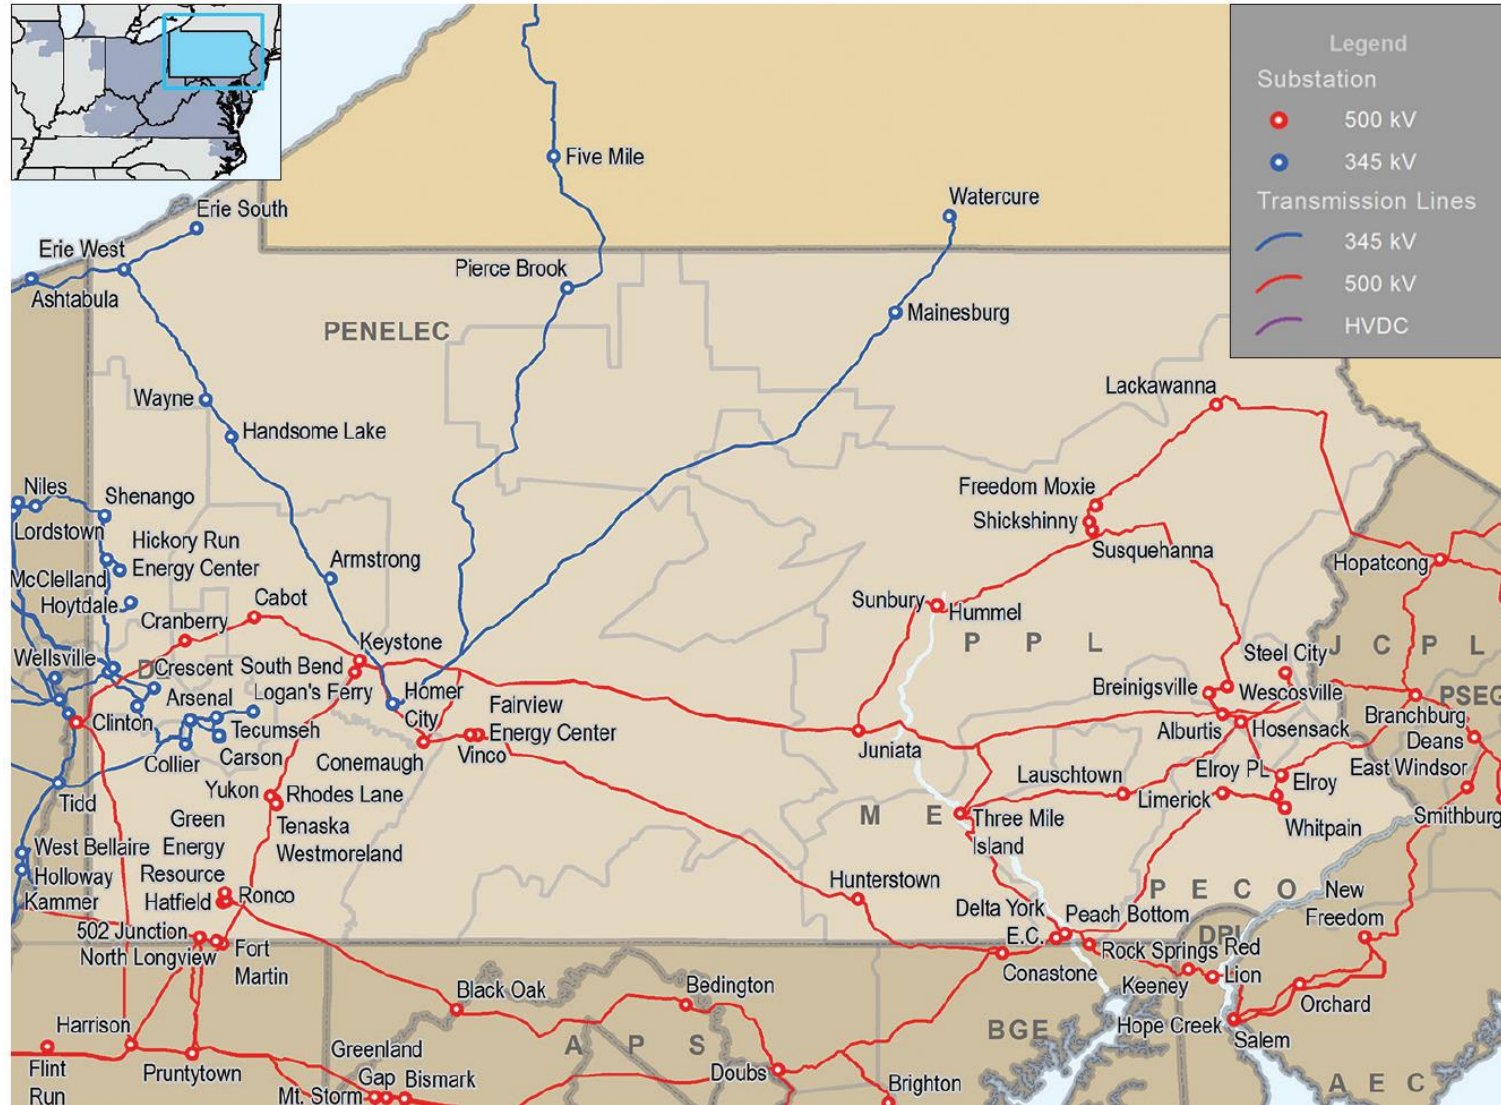 Legend
Substation
500 kV
345 kV
Transmission Lines
345 kV
500 kV
HVDC
Five Mile
Watercure
Erie South
Erie West
Ashtabula
Pierce Brook
Mainesburg
PENELEC
Wayne
Handsome Lake
Lackawanna
Niles
Lordstown
Shenango
Hickory Run
Energy Center
McClelland
Hoytdale
Cranberry
Cabot
Armstrong
Keystone
Freedom Moxie
Shickshinny
Susquehanna
Hopatcong
Sunbury
Hummel
P P L
J C P L
Steel City
Wellsville
D
Crescent
South Bend
Arsenal
Logan's Ferry
Homer
City
Fairview
Energy Center
Vinco
Clinton
Tecumseh
Carson
Collier
Conemaugh
Juniata
Breinigsville
Wescosville
Alburtis
Hosensack
PSEG
Branchburg
Deans
East Windsor
Smithburg
Tidd
Yukon
Rhodes Lane
Tenaska
Westmoreland
Lauschtown
Limerick
Elroy PL
Elroy
Whitpain
M E
Three Mile
Island
Green
Energy
Resource
Hatfield
Ronco
West Bellaire
Holloway
Kammer
Hunterstown
Delta York
E.C.
Peach Bottom
P E C O
New
Freedom
502 Junction
North Longview
Fort
Martin
Conastone
Rock Springs
DPL
Red
Lion
Keeney
Orchard
Black Oak
Bedington
BGE
Hope Creek
Salem
Harrison
Flint
Run
Pruntytown
Greenland
Gap
Mt. Storm
Bismark
A P S
Doubs
Brighton
A E C